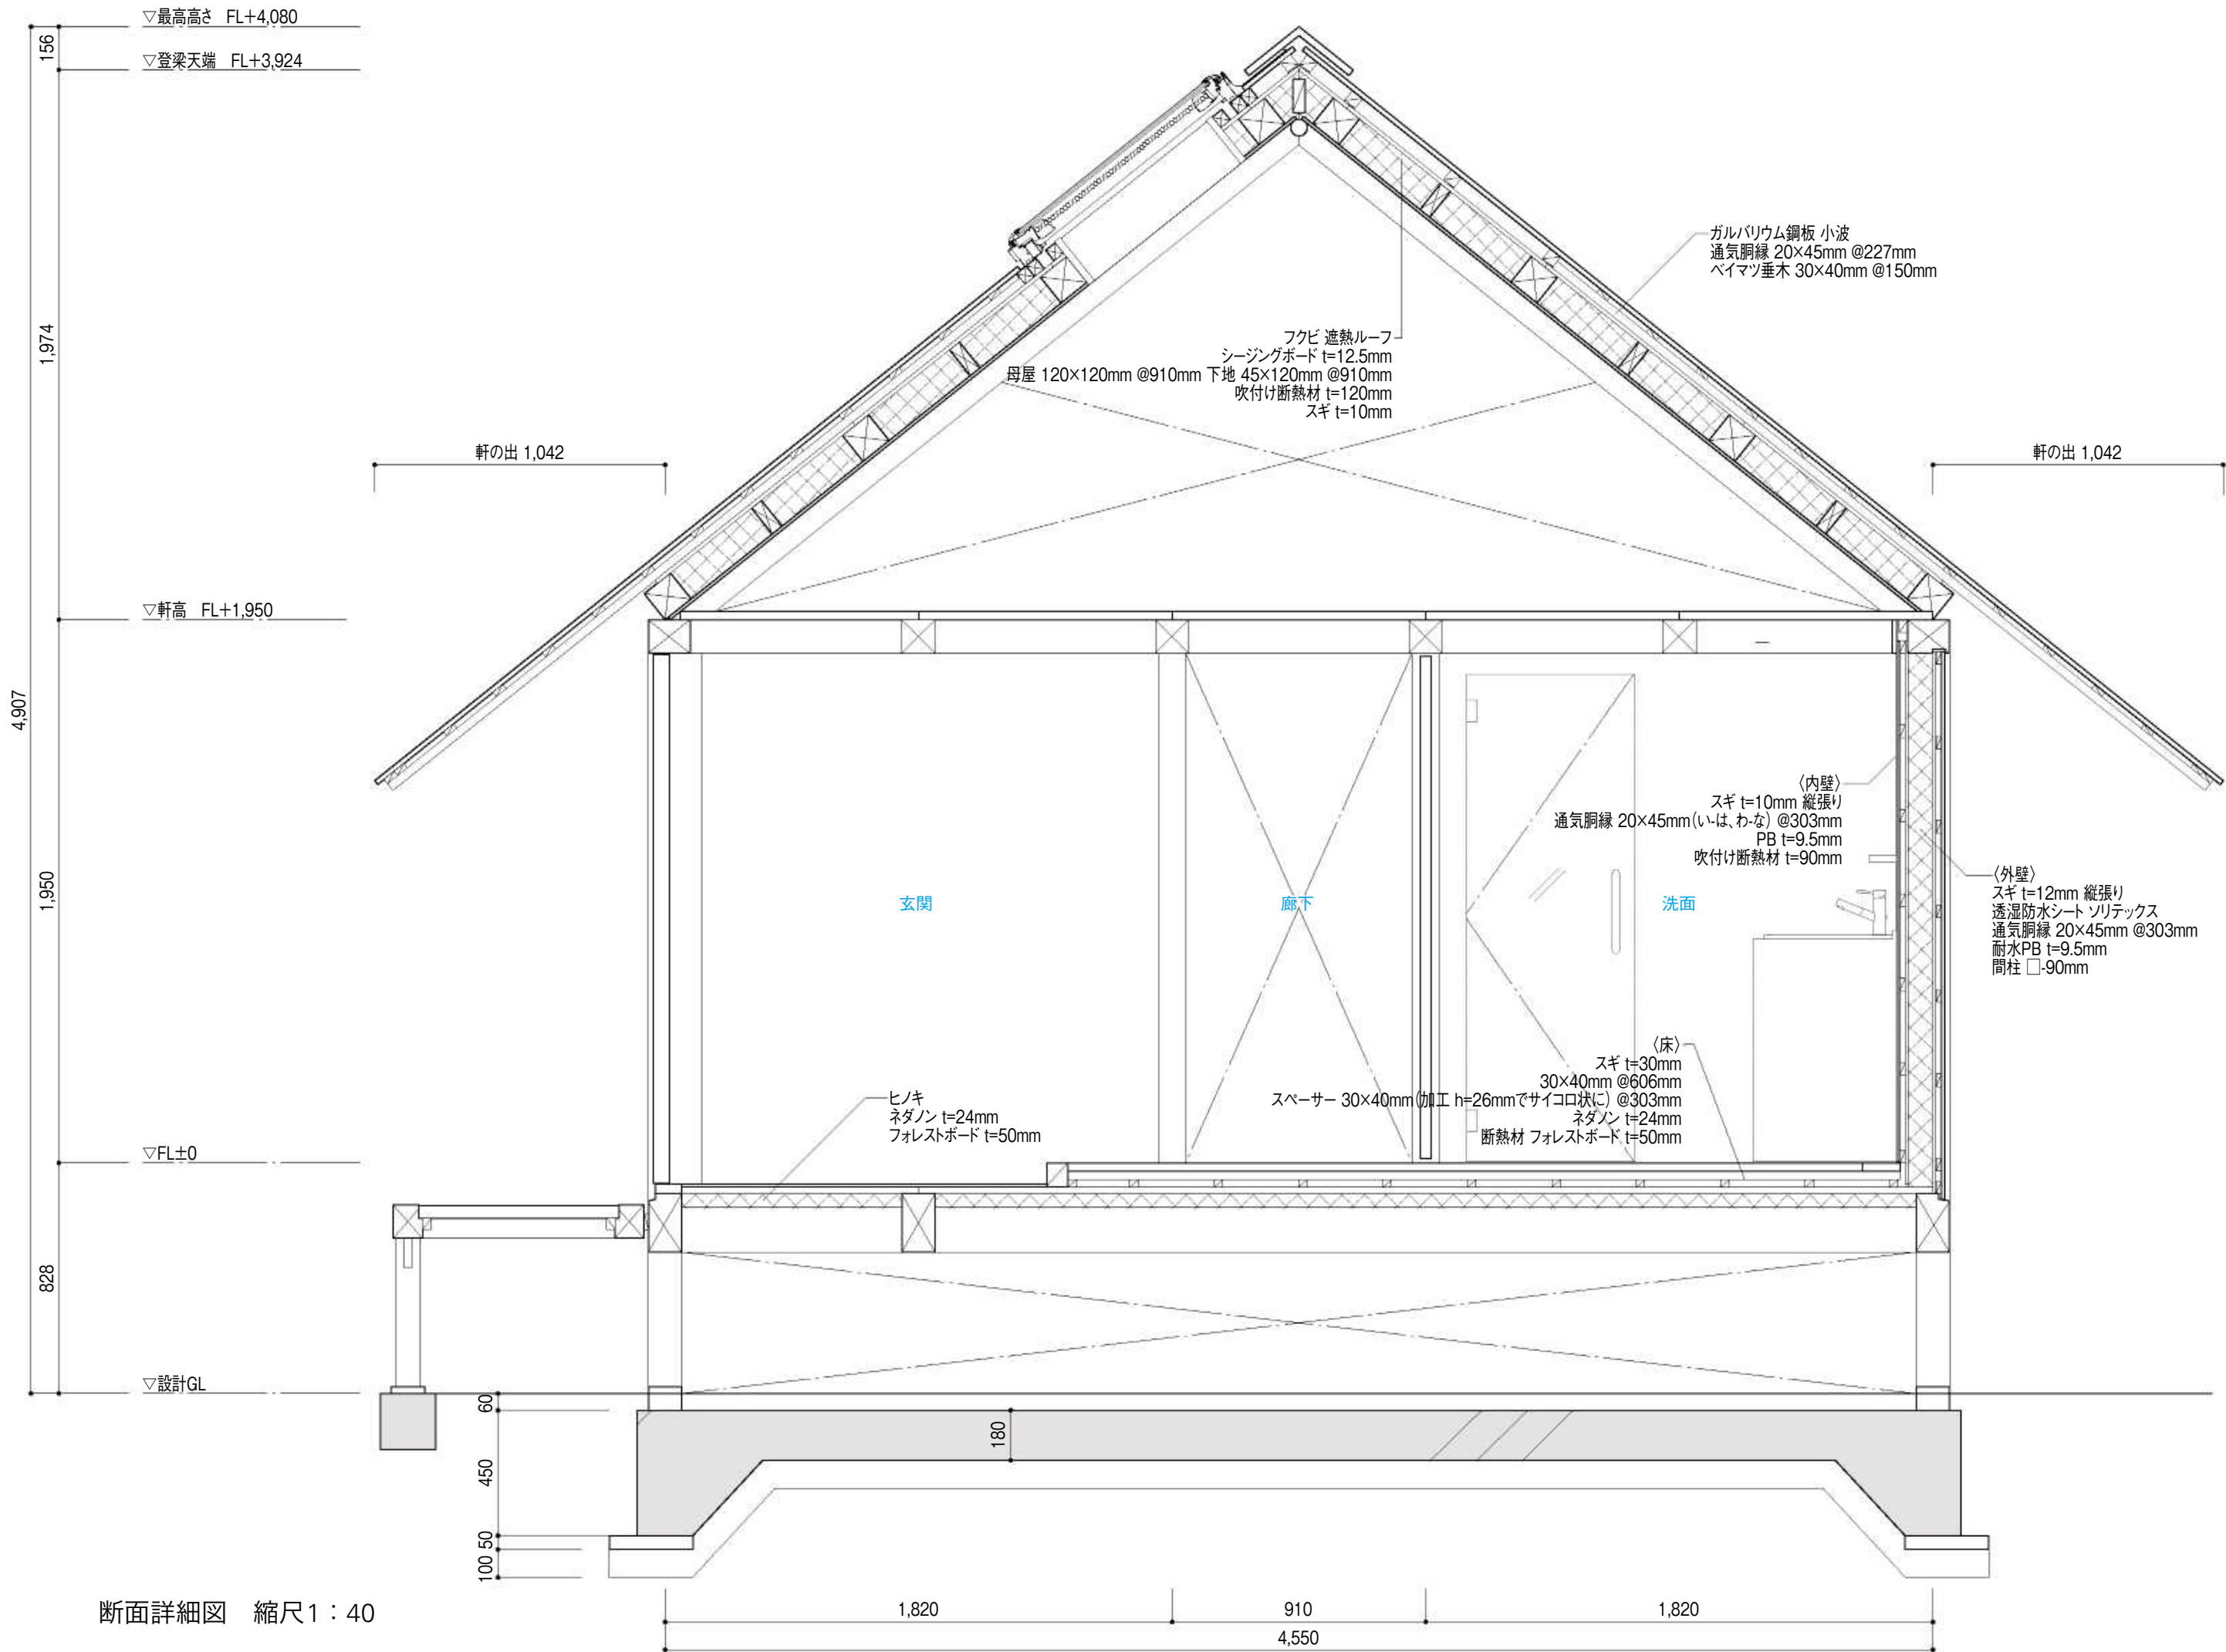 ▽最高高さ FL+4,080
156
▽登梁天端 FL+3,924
1,974
ガルバリウム鋼板 小波
通気胴縁 20×45mm @227mm
ベイマツ垂木 30×40mm @150mm
フクビ 遮熱ルーフ
シージングボード t=12.5mm
母屋 120×120mm @910mm 下地 45×120mm @910mm
吹付け断熱材 t=120mm
スギ t=10mm
軒の出 1,042
軒の出 1,042
▽軒高 FL+1,950
4,907
1,950
〈内壁〉
スギ t=10mm 縦張り
通気胴縁 20×45mm（い-は、わ-な） @303mm
PB t=9.5mm
吹付け断熱材 t=90mm
〈外壁〉
スギ t=12mm 縦張り
透湿防水シート ソリテックス
通気胴縁 20×45mm @303mm
耐水PB t=9.5mm
間柱 □-90mm
玄関
廊下
洗面
〈床〉
スギ t=30mm
30×40mm @606mm
スペーサー 30×40mm（加工 h=26mmでサイコロ状に） @303mm
ネダノン t=24mm
断熱材 フォレストボード t=50mm
ヒノキ
ネダノン t=24mm
フォレストボード t=50mm
▽FL±0
828
▽設計GL
60
180
450
50
100
断面詳細図 縮尺1：40
1,820
910
1,820
4,550